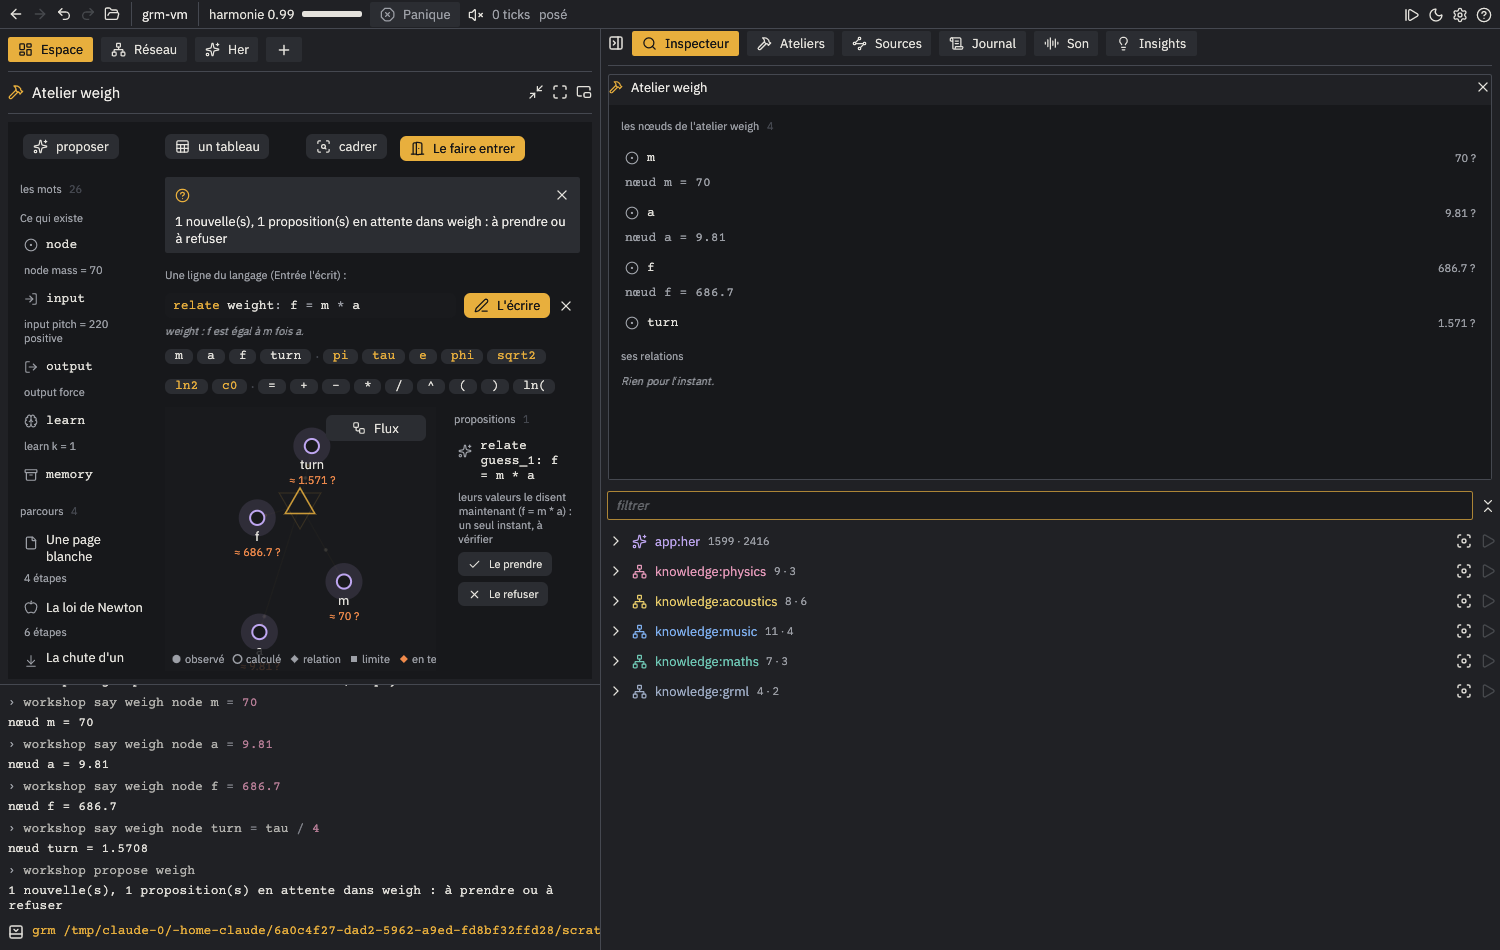 grm-vm
harmonie 0.99
Panique
0 ticks posé
Espace
Réseau
Her
Atelier weigh
proposer
un tableau
cadrer
Le faire entrer
les mots 26
Ce qui existe
node
node mass = 70
input
input pitch = 220
positive
output
output force
learn
learn k = 1
memory
parcours 4
Une page
blanche
4 étapes
La loi de Newton
6 étapes
La chute d'un
1 nouvelle(s), 1 proposition(s) en attente dans weigh : à prendre ou
à refuser
Une ligne du langage (Entrée l'écrit) :
relate weight: f = m * a
L'écrire
weight : f est égal à m fois a.
m a f turn · pi tau e phi sqrt2
ln2 c0 · = + - * / ^ ( ) ln(
Flux
turn
≈ 1.571 ?
f
≈ 686.7 ?
m
≈ 70 ?
observé calculé relation limite en te
propositions 1
relate
guess_1: f
= m * a
leurs valeurs le disent
maintenant (f = m * a) :
un seul instant, à
vérifier
Le prendre
Le refuser
› workshop say weigh node m = 70
nœud m = 70
› workshop say weigh node a = 9.81
nœud a = 9.81
› workshop say weigh node f = 686.7
nœud f = 686.7
› workshop say weigh node turn = tau / 4
nœud turn = 1.5708
› workshop propose weigh
1 nouvelle(s), 1 proposition(s) en attente dans weigh : à prendre ou à
refuser
grm /tmp/claude-0/-home-claude/6a0c4f27-dad2-5962-a9ed-fd8bf32ffd28/scrat
Inspecteur
Ateliers
Sources
Journal
Son
Insights
Atelier weigh
les nœuds de l'atelier weigh 4
m 70 ?
nœud m = 70
a 9.81 ?
nœud a = 9.81
f 686.7 ?
nœud f = 686.7
turn 1.571 ?
ses relations
Rien pour l'instant.
filtrer
app:her 1599 · 2416
knowledge:physics 9 · 3
knowledge:acoustics 8 · 6
knowledge:music 11 · 4
knowledge:maths 7 · 3
knowledge:grml 4 · 2